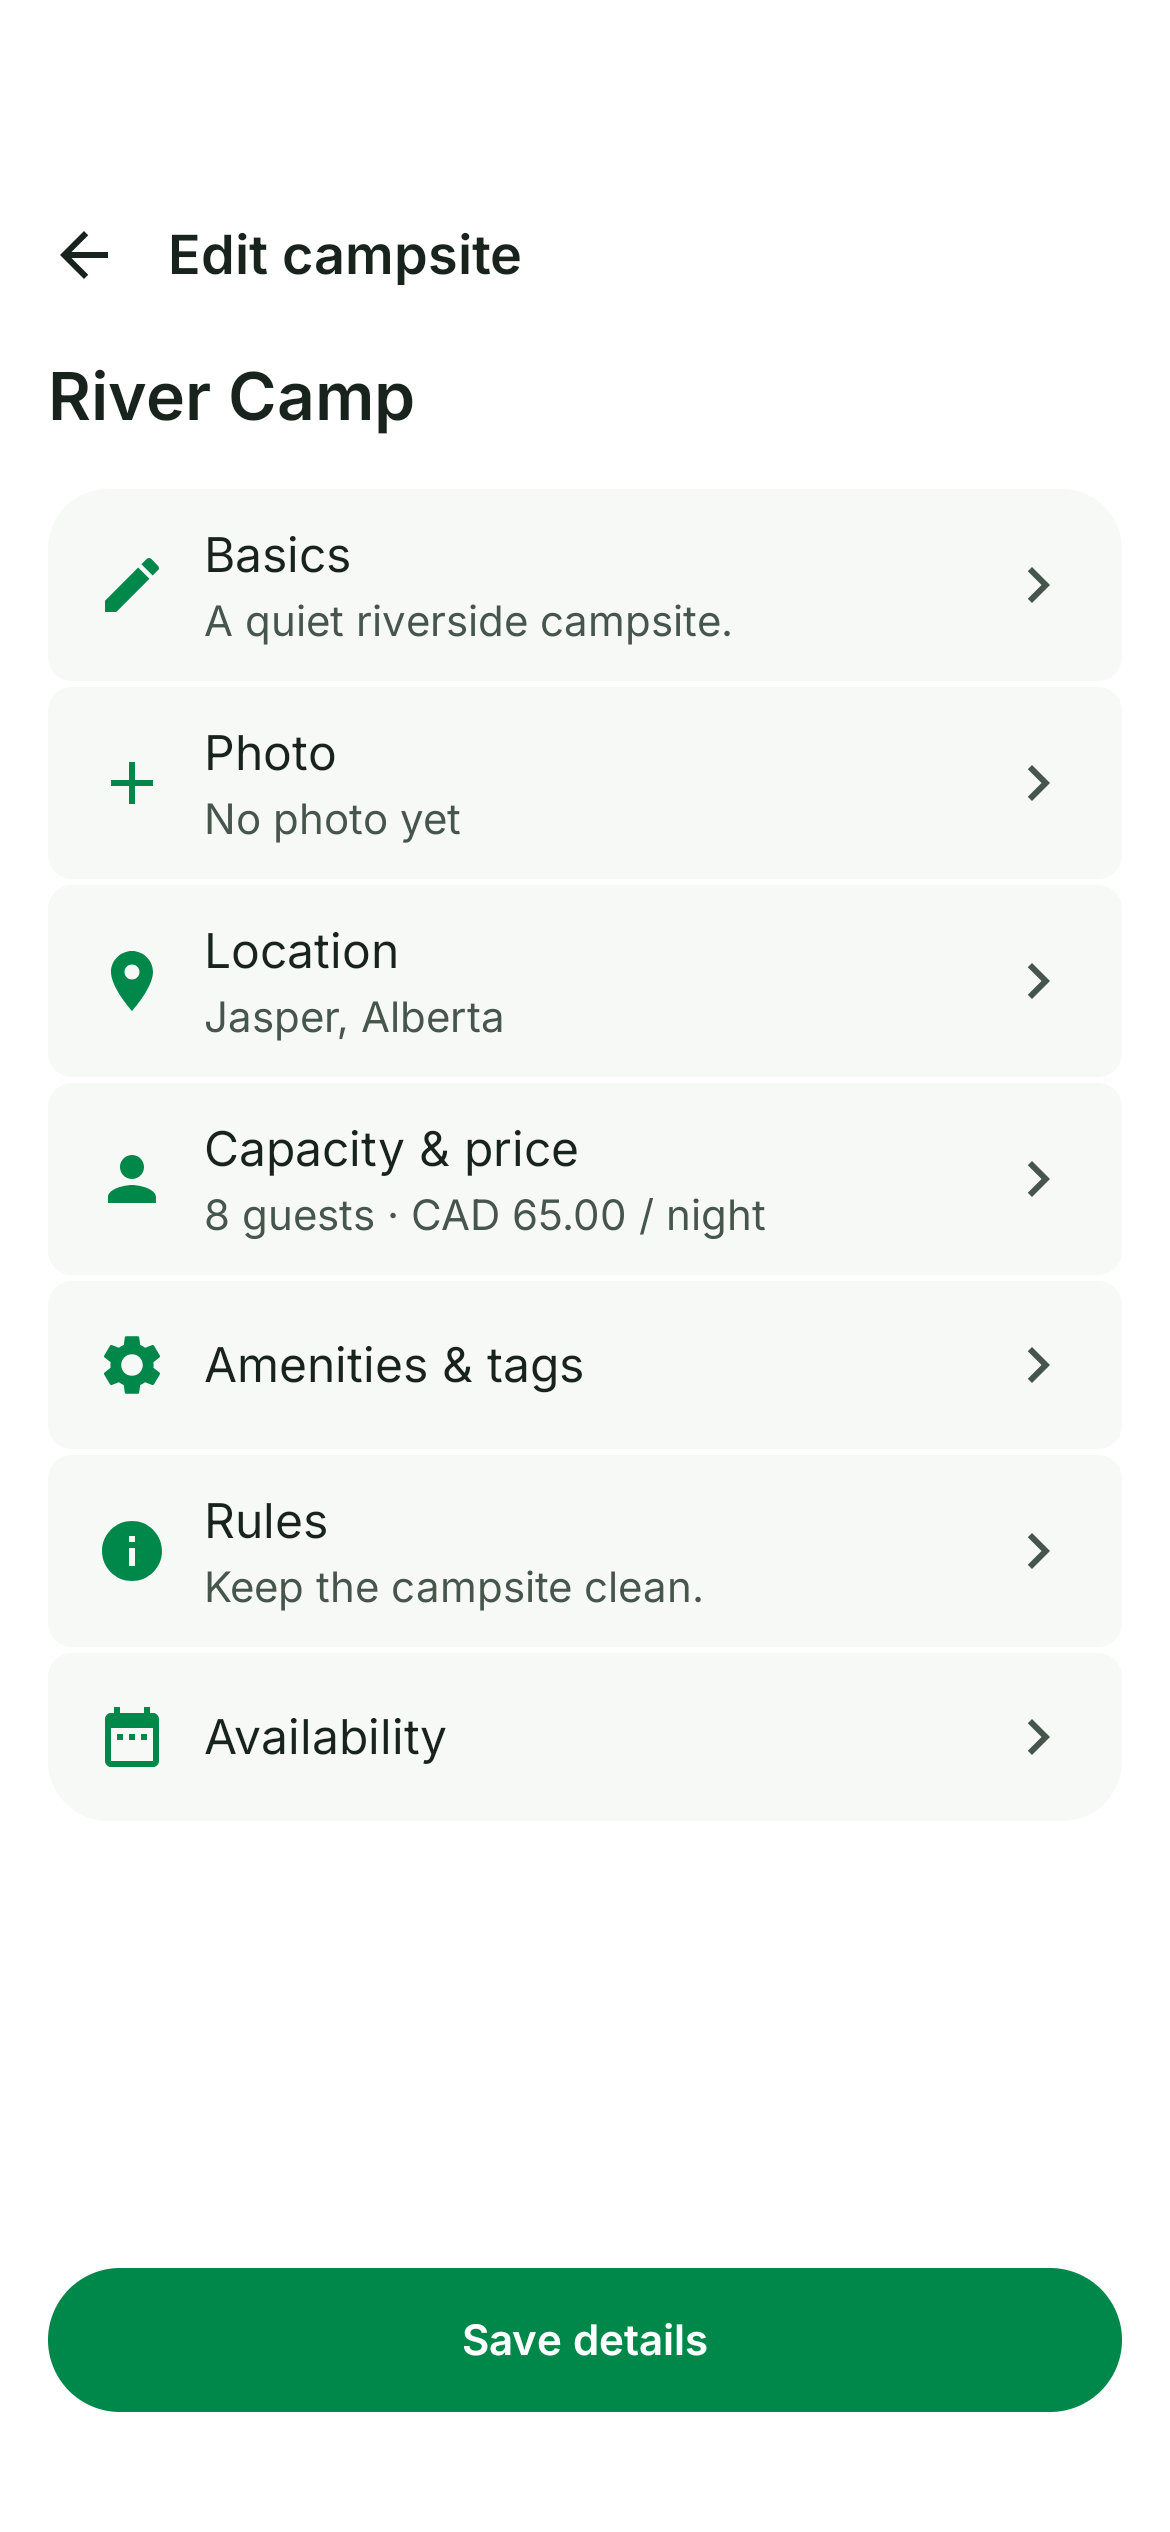 Edit campsite
River Camp
Basics
A quiet riverside campsite.
Photo
No photo yet
Location
Jasper, Alberta
Capacity & price
8 guests · CAD 65.00 / night
Amenities & tags
Rules
Keep the campsite clean.
Availability
Save details